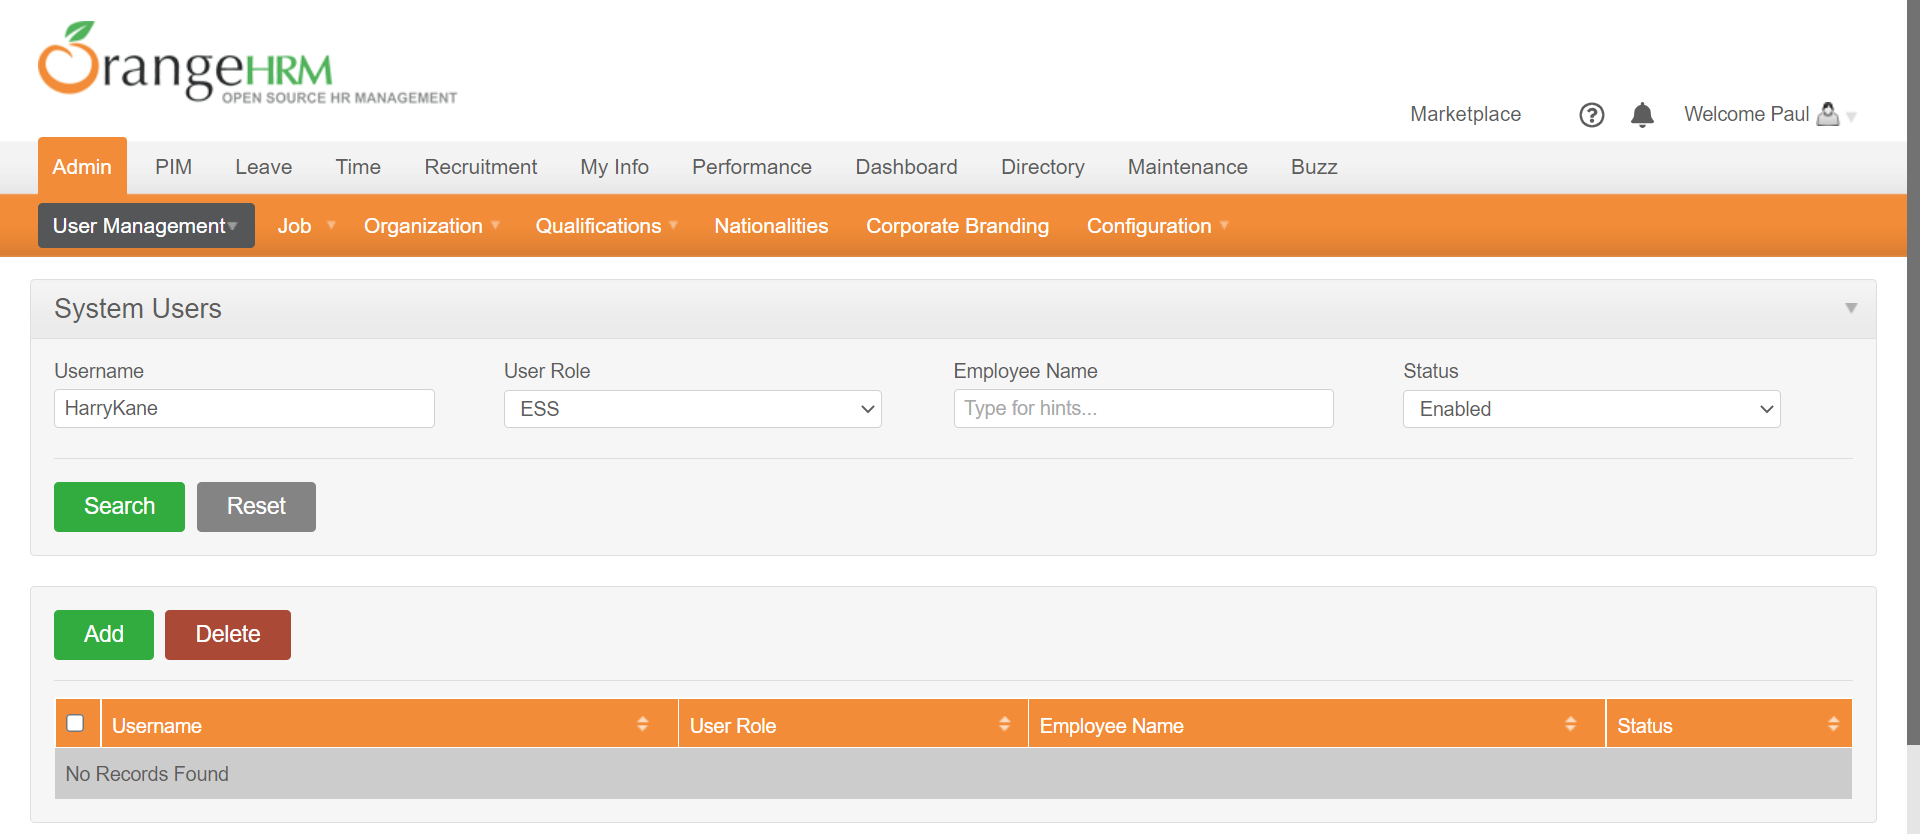 OrangeHRM
OPEN SOURCE HR MANAGEMENT
Marketplace ? Welcome Paul
Admin PIM Leave Time Recruitment My Info Performance Dashboard Directory Maintenance Buzz
User Management Job Organization Qualifications Nationalities Corporate Branding Configuration
System Users
Username User Role Employee Name Status
HarryKane ESS Type for hints... Enabled
Search Reset
Add Delete
Username User Role Employee Name Status
No Records Found